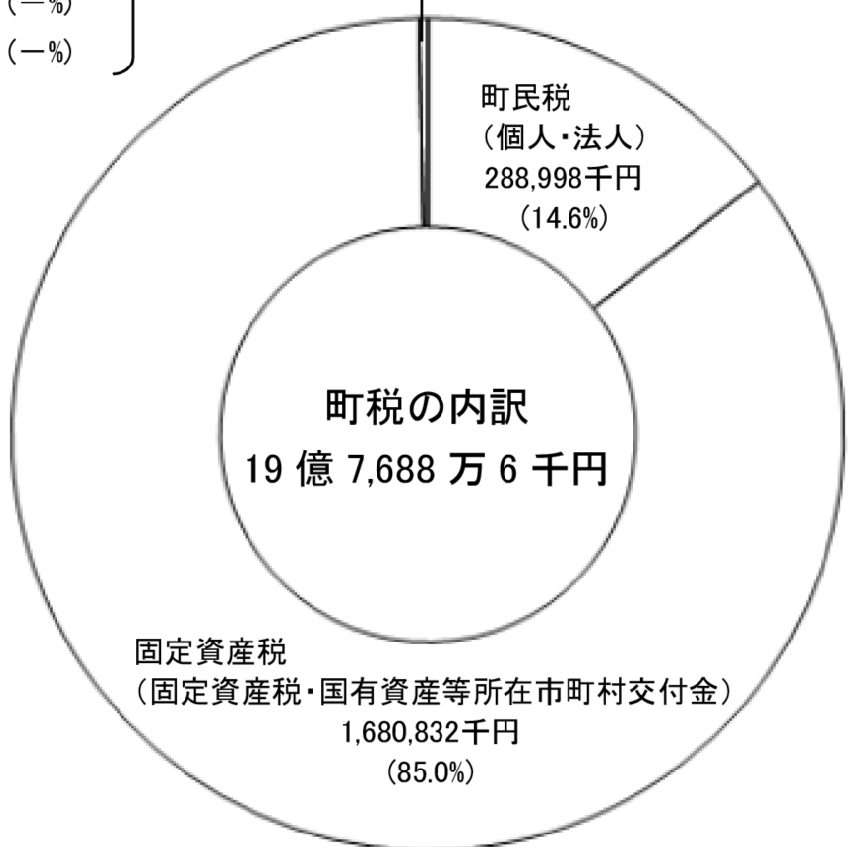 (－%)
(－%)
町民税
(個人・法人)
288,998千円
(14.6%)
町税の内訳
19 億 7,688 万 6 千円
固定資産税
(固定資産税・国有資産等所在市町村交付金)
1,680,832千円
(85.0%)